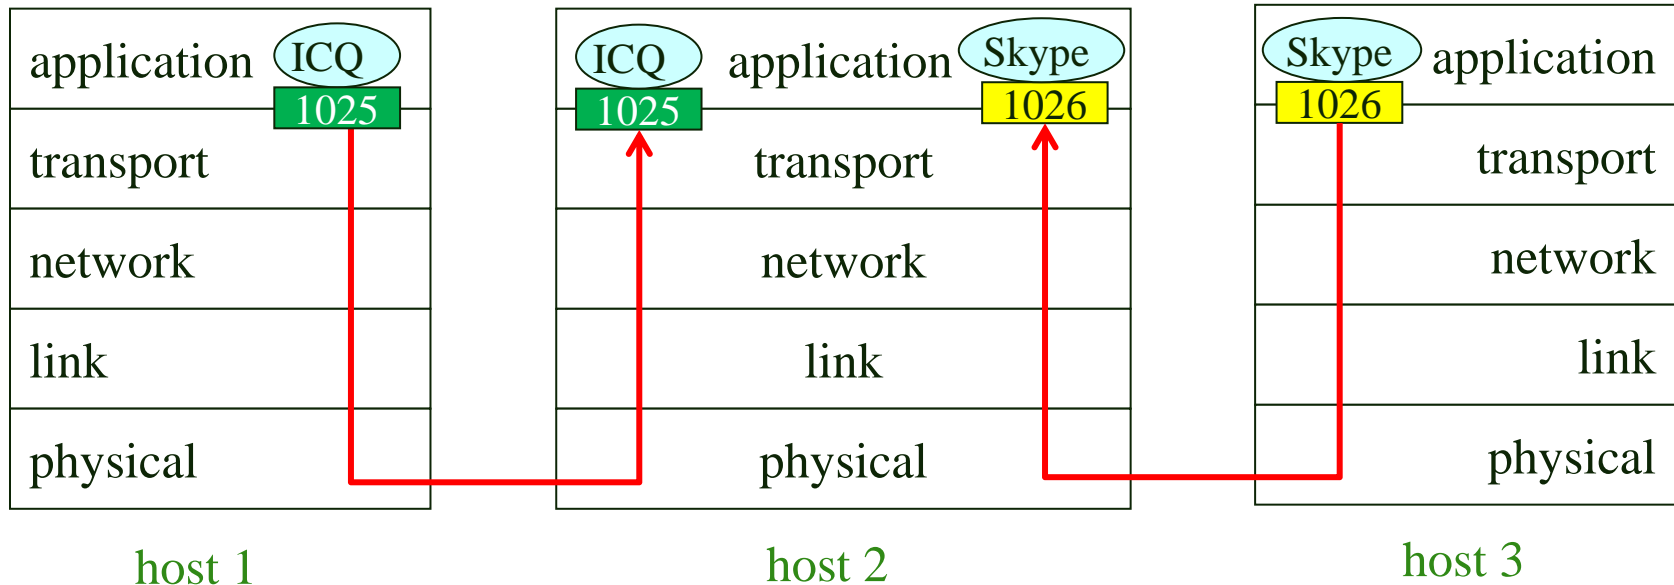 application ICQ
1025
transport
network
link
physical
host 1
ICQ application Skype
1025 1026
transport
network
link
physical
host 2
Skype application
1026
transport
network
link
physical
host 3